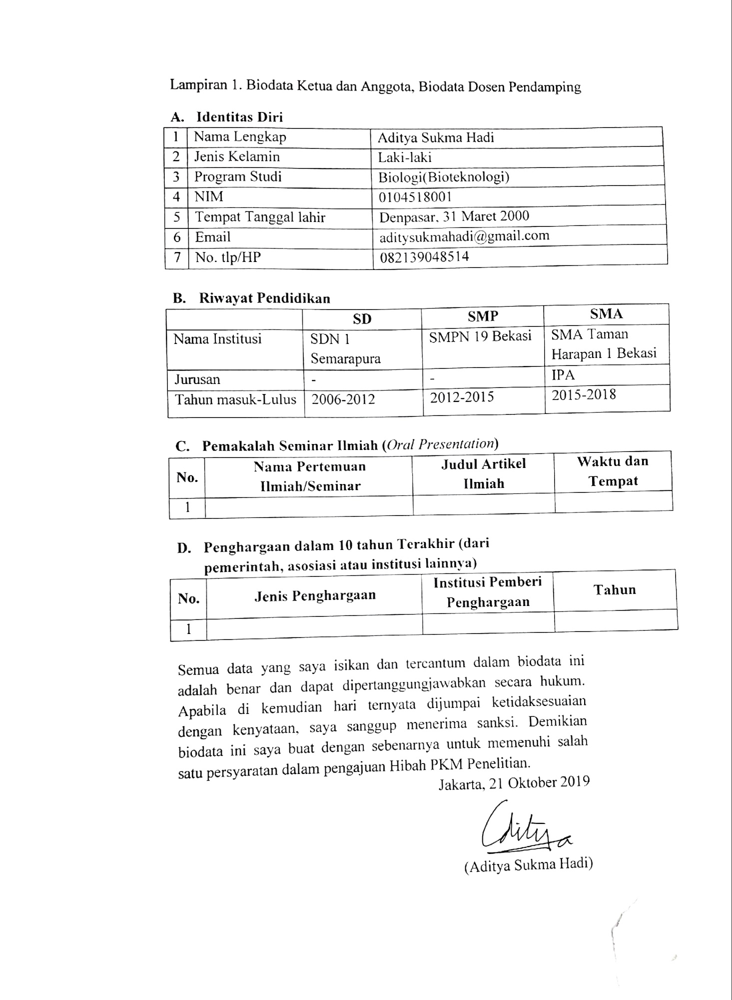 Lampiran 1. Biodata Ketua dan Anggota, Biodata Dosen Pendamping
A. Identitas Diri
1 Nama Lengkap Aditya Sukma Hadi
2 Jenis Kelamin Laki-laki
3 Program Studi Biologi(Bioteknologi)
4 NIM 0104518001
5 Tempat Tanggal lahir Denpasar, 31 Maret 2000
6 Email aditysukmahadi@gmail.com
7 No. tlp/HP 082139048514
B. Riwayat Pendidikan
SD SMP SMA
Nama Institusi SDN 1 SMPN 19 Bekasi SMA Taman
Semarapura Harapan 1 Bekasi
Jurusan - - IPA
Tahun masuk-Lulus 2006-2012 2012-2015 2015-2018
C. Pemakalah Seminar Ilmiah (Oral Presentation)
No. Nama Pertemuan Judul Artikel Waktu dan
Ilmiah/Seminar Ilmiah Tempat
1
D. Penghargaan dalam 10 tahun Terakhir (dari
pemerintah, asosiasi atau institusi lainnya)
No. Jenis Penghargaan Institusi Pemberi Tahun
Penghargaan
1
Semua data yang saya isikan dan tercantum dalam biodata ini
adalah benar dan dapat dipertanggungjawabkan secara hukum.
Apabila di kemudian hari ternyata dijumpai ketidaksesuaian
dengan kenyataan, saya sanggup menerima sanksi. Demikian
biodata ini saya buat dengan sebenarnya untuk memenuhi salah
satu persyaratan dalam pengajuan Hibah PKM Penelitian.
Jakarta, 21 Oktober 2019
Aditya
(Aditya Sukma Hadi)